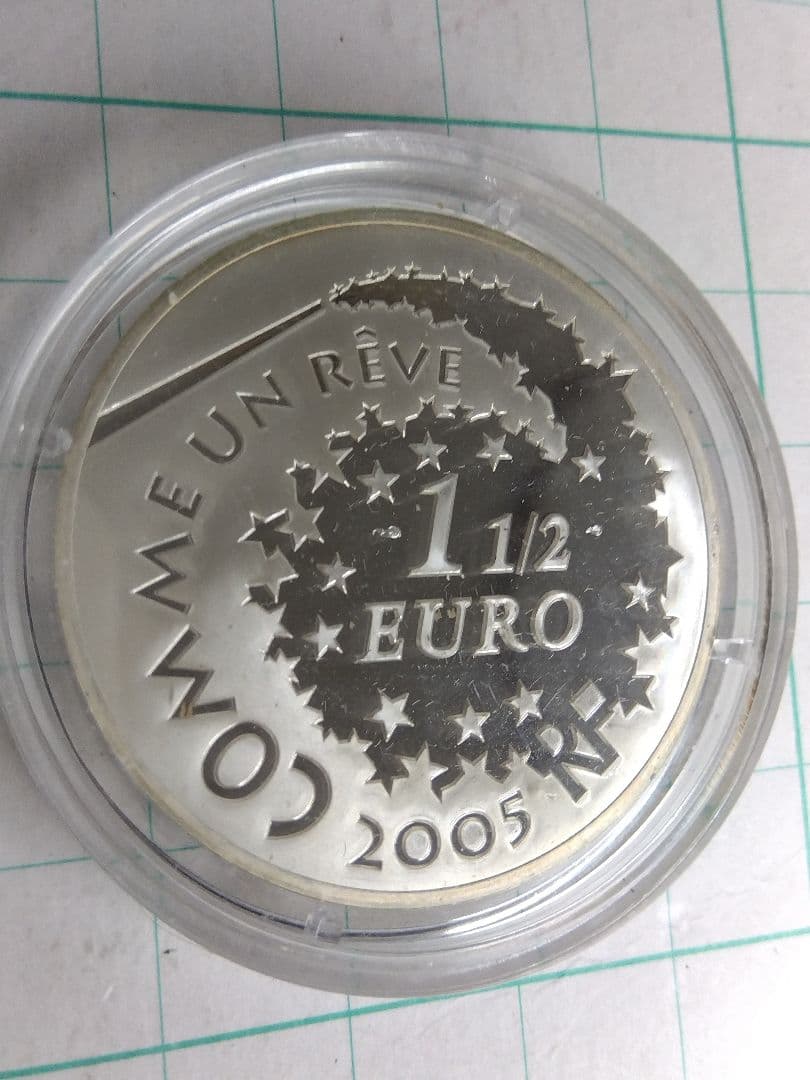 COMME UN RÊVE
1 1/2
EURO
2005
RF